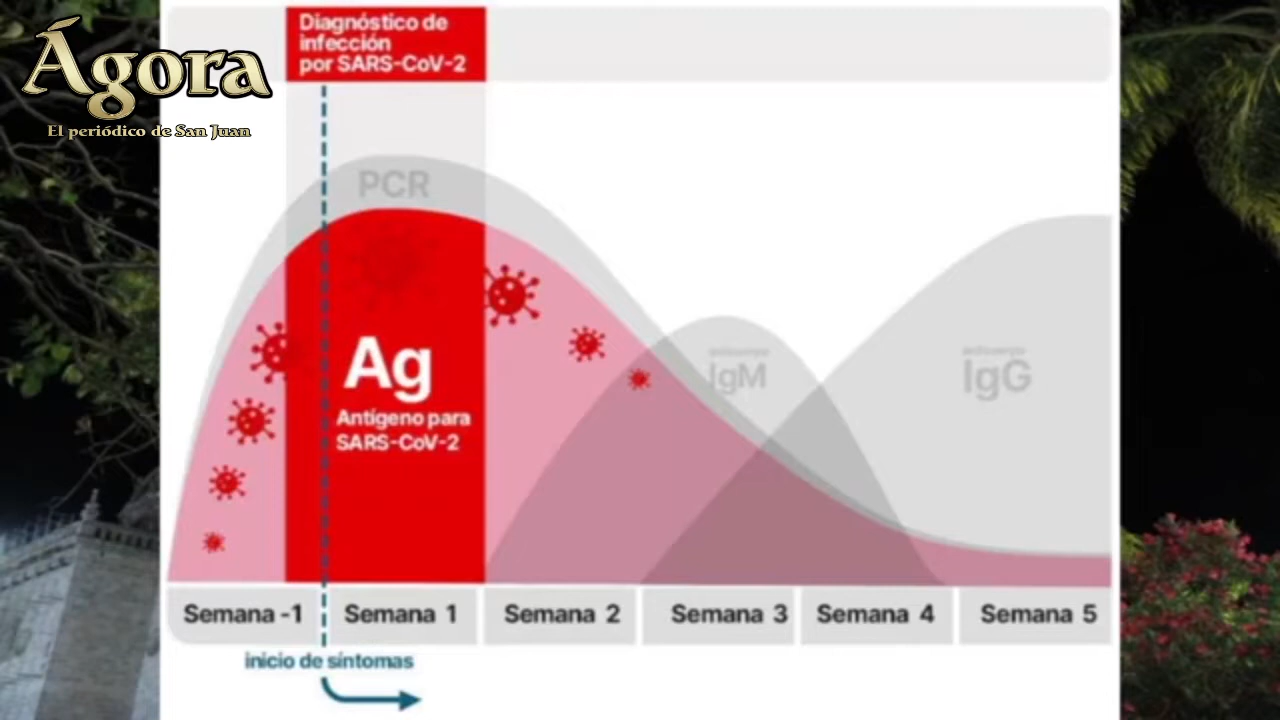 Ágora
El periódico de San Juan
Diagnóstico de
infección
por SARS-CoV-2
PCR
Ag
Antígeno para
SARS-CoV-2
IgM
IgG
Semana -1
Semana 1
Semana 2
Semana 3
Semana 4
Semana 5
inicio de síntomas